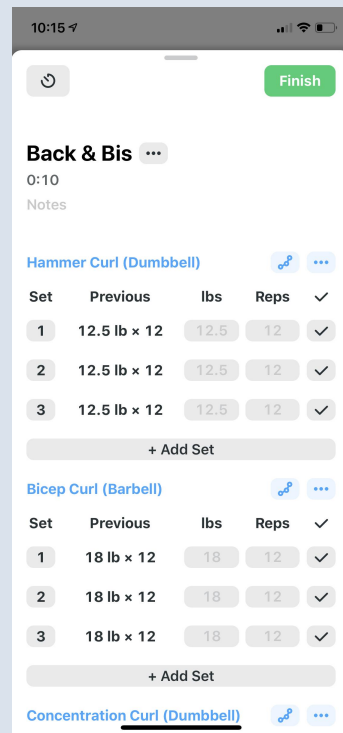 10:15
Finish
Back & Bis ...
0:10
Notes
Hammer Curl (Dumbbell) ...
Set Previous lbs Reps ✓
1 12.5 lb × 12 12.5 12 ✓
2 12.5 lb × 12 12.5 12 ✓
3 12.5 lb × 12 12.5 12 ✓
+ Add Set
Bicep Curl (Barbell) ...
Set Previous lbs Reps ✓
1 18 lb × 12 18 12 ✓
2 18 lb × 12 18 12 ✓
3 18 lb × 12 18 12 ✓
+ Add Set
Concentration Curl (Dumbbell) ...